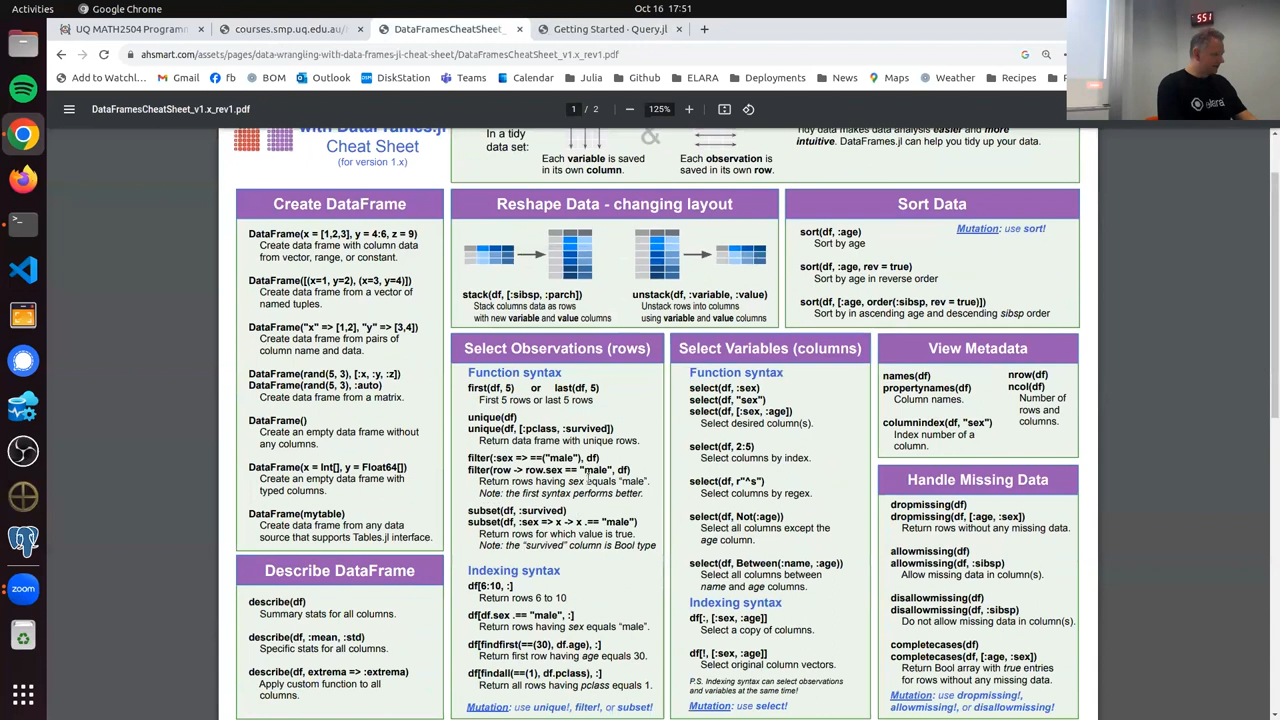 Activities
Google Chrome
Oct 16 17:51
UQ MATH2504 Programm
courses.smp.uq.edu.au/
DataFramesCheatSheet_
Getting Started · Query.jl
551
ahsmart.com/assets/pages/data-wrangling-with-data-frames-jl-cheat-sheet/DataFramesCheatSheet_v1.x_rev1.pdf
Add to Watchl...
Gmail
fb
BOM
Outlook
DiskStation
Teams
Calendar
Julia
Github
ELARA
Deployments
News
Maps
Weather
Recipes
elara
DataFramesCheatSheet_v1.x_rev1.pdf
1 / 2
125%
with DataFrames.jl
Cheat Sheet
(for version 1.x)
In a tidy
data set:
&
Each variable is saved
in its own column.
Each observation is
saved in its own row.
Tidy data makes data analysis easier and more
intuitive. DataFrames.jl can help you tidy up your data.
Create DataFrame
DataFrame(x = [1,2,3], y = 4:6, z = 9)
Create data frame with column data
from vector, range, or constant.
DataFrame([(x=1, y=2), (x=3, y=4)])
Create data frame from a vector of
named tuples.
DataFrame("x" => [1,2], "y" => [3,4])
Create data frame from pairs of
column name and data.
DataFrame(rand(5, 3), [:x, :y, :z])
DataFrame(rand(5, 3), :auto)
Create data frame from a matrix.
DataFrame()
Create an empty data frame without
any columns.
DataFrame(x = Int[], y = Float64[])
Create an empty data frame with
typed columns.
DataFrame(mytable)
Create data frame from any data
source that supports Tables.jl interface.
Describe DataFrame
describe(df)
Summary stats for all columns.
describe(df, :mean, :std)
Specific stats for all columns.
describe(df, extrema => :extrema)
Apply custom function to all
columns.
Reshape Data - changing layout
stack(df, [:sibsp, :parch])
Stack columns data as rows
with new variable and value columns
unstack(df, :variable, :value)
Unstack rows into columns
using variable and value columns
Sort Data
Mutation: use sort!
sort(df, :age)
Sort by age
sort(df, :age, rev = true)
Sort by age in reverse order
sort(df, [:age, order(:sibsp, rev = true)])
Sort by in ascending age and descending sibsp order
Select Observations (rows)
Function syntax
first(df, 5) or last(df, 5)
First 5 rows or last 5 rows
unique(df)
unique(df, [:pclass, :survived])
Return data frame with unique rows.
filter(:sex => ==("male"), df)
filter(row -> row.sex == "male", df)
Return rows having sex equals “male”.
Note: the first syntax performs better.
subset(df, :survived)
subset(df, :sex => x -> x .== "male")
Return rows for which value is true.
Note: the “survived” column is Bool type
Indexing syntax
df[6:10, :]
Return rows 6 to 10
df[df.sex .== "male", :]
Return rows having sex equals “male”.
df[findfirst(==(30), df.age), :]
Return first row having age equals 30.
df[findall(==(1), df.pclass), :]
Return all rows having pclass equals 1.
Mutation: use unique!, filter!, or subset!
Select Variables (columns)
Function syntax
select(df, :sex)
select(df, "sex")
select(df, [:sex, :age])
Select desired column(s).
select(df, 2:5)
Select columns by index.
select(df, r"^s")
Select columns by regex.
select(df, Not(:age))
Select all columns except the
age column.
select(df, Between(:name, :age))
Select all columns between
name and age columns.
Indexing syntax
df[:, [:sex, :age]]
Select a copy of columns.
df[!, [:sex, :age]]
Select original column vectors.
P.S. Indexing syntax can select observations
and variables at the same time!
Mutation: use select!
View Metadata
names(df)
propertynames(df)
Column names.
columnindex(df, "sex")
Index number of a
column.
nrow(df)
ncol(df)
Number of
rows and
columns.
Handle Missing Data
dropmissing(df)
dropmissing(df, [:age, :sex])
Return rows without any missing data.
allowmissing(df)
allowmissing(df, :sibsp)
Allow missing data in column(s).
disallowmissing(df)
disallowmissing(df, :sibsp)
Do not allow missing data in column(s).
completecases(df)
completecases(df, [:age, :sex])
Return Bool array with true entries
for rows without any missing data.
Mutation: use dropmissing!,
allowmissing!, or disallowmissing!
zoom